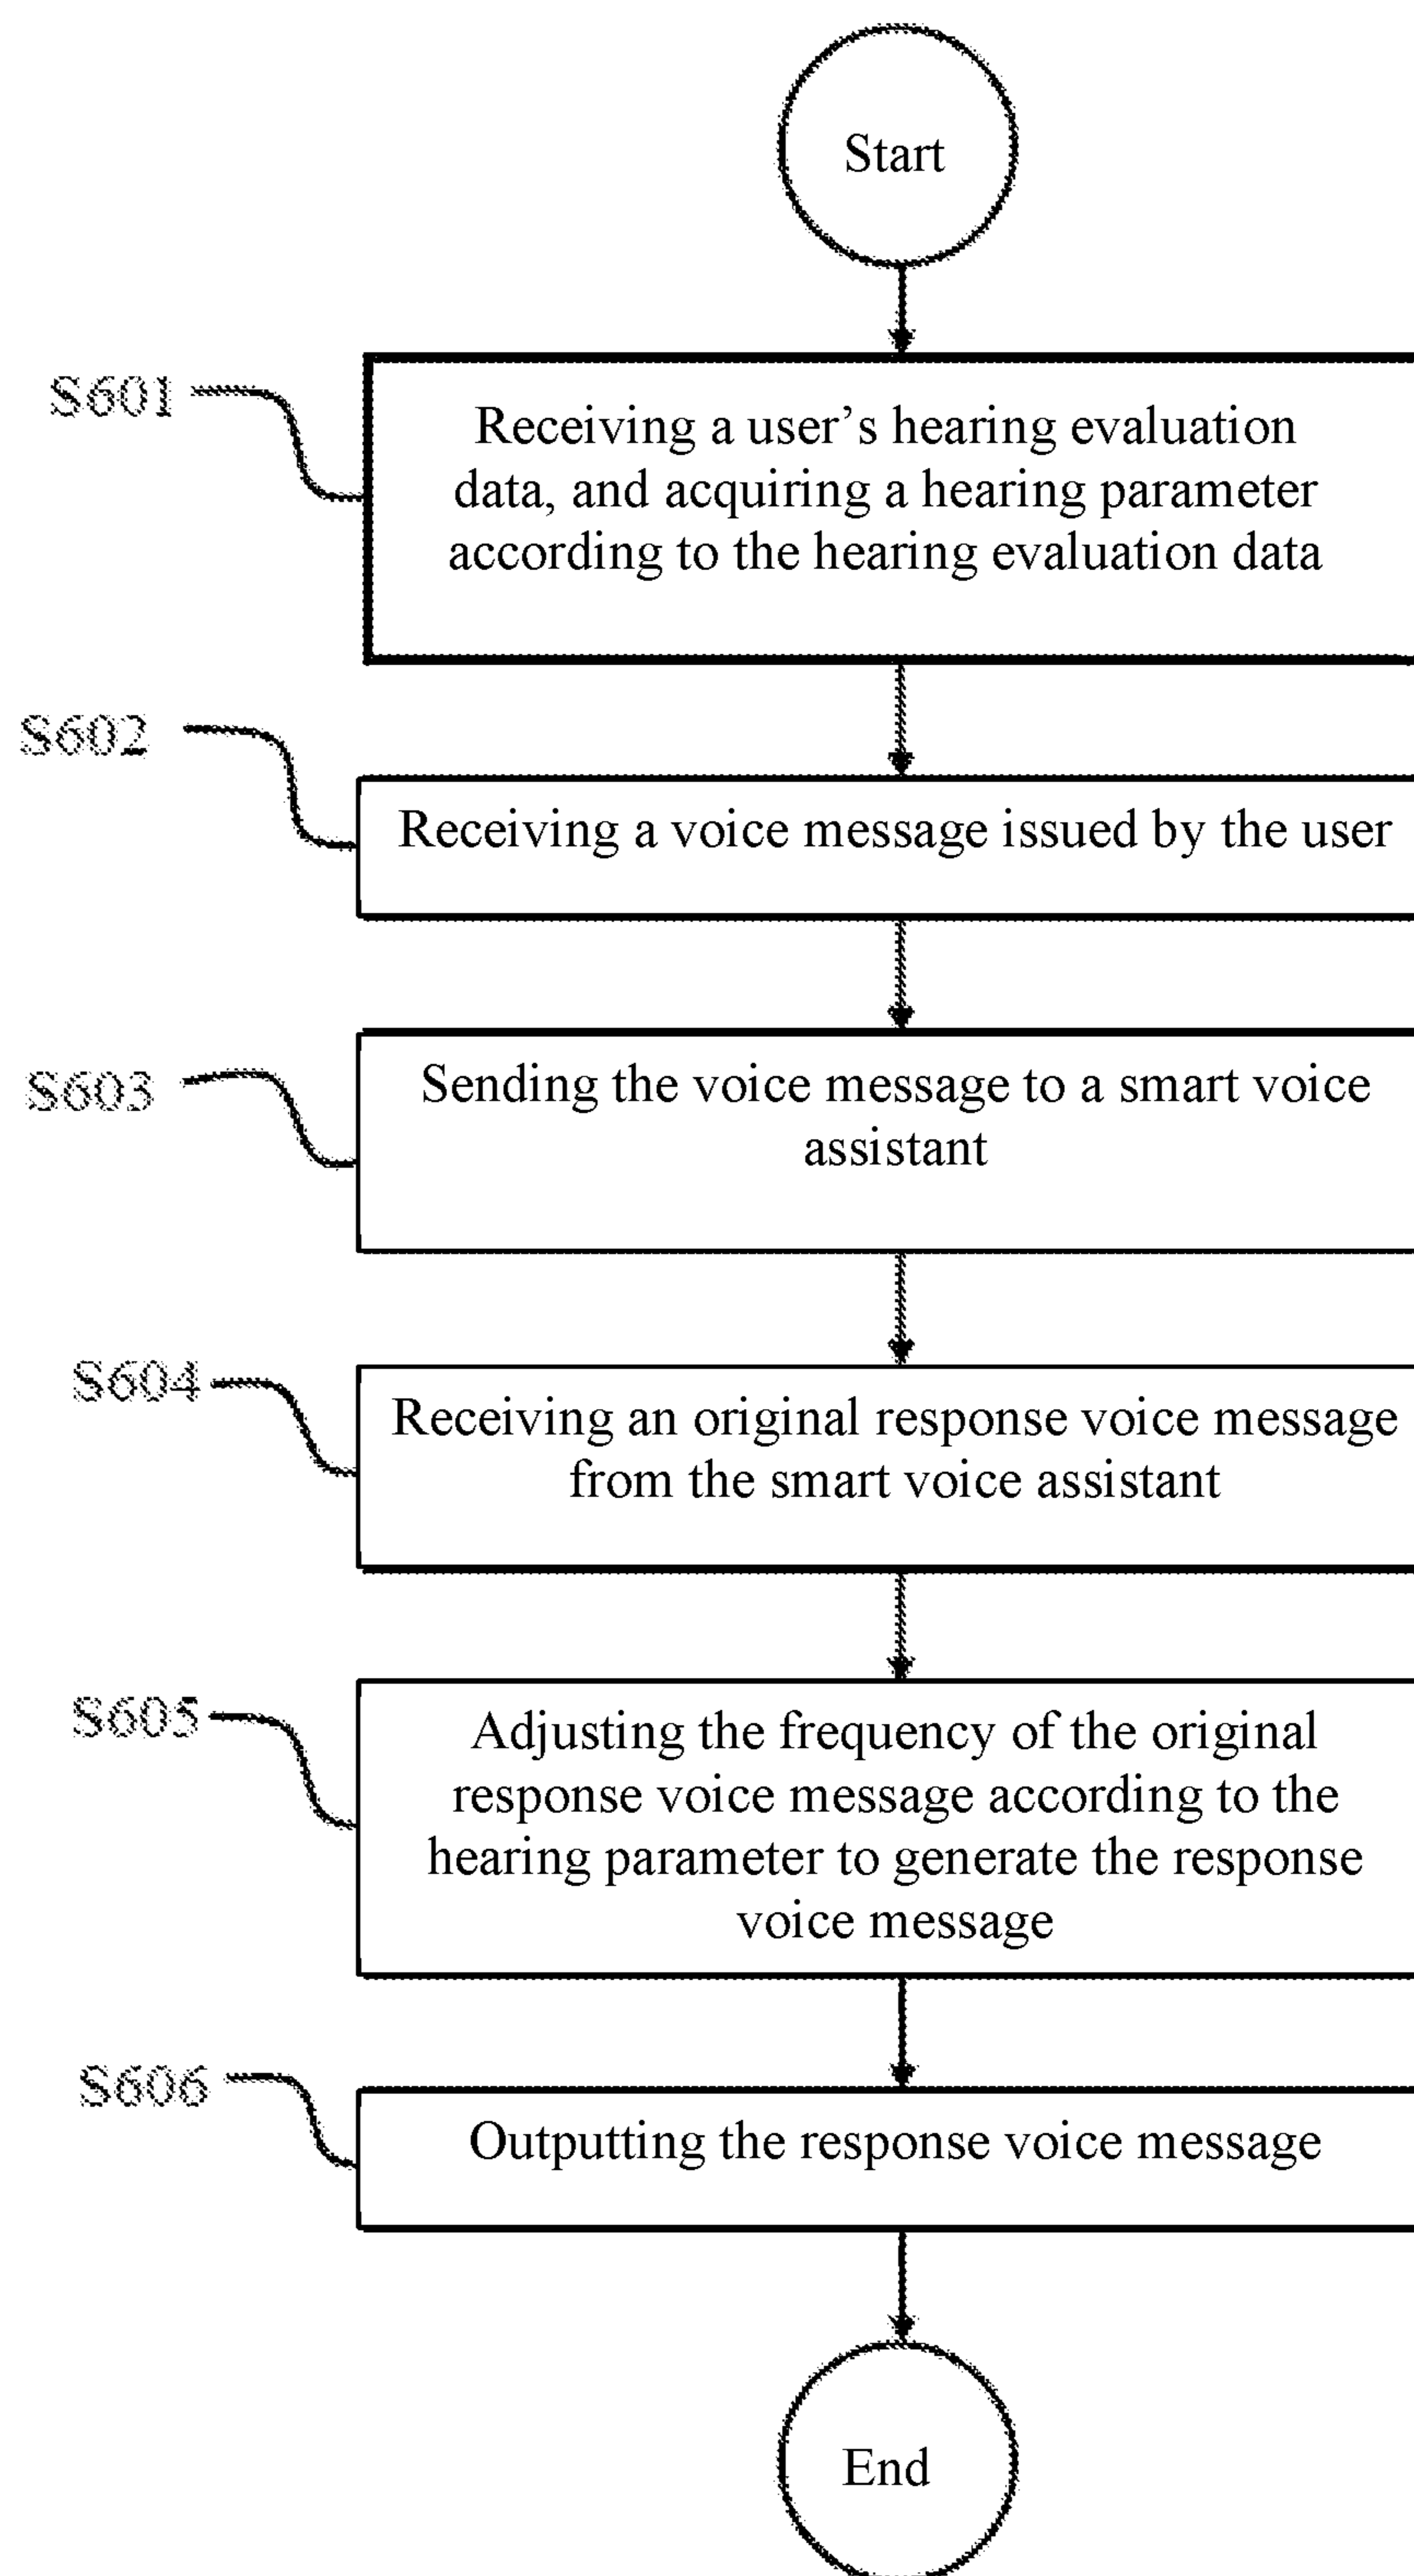 Start
S601
Receiving a user’s hearing evaluation
data, and acquiring a hearing parameter
according to the hearing evaluation data
S602
Receiving a voice message issued by the user
S603
Sending the voice message to a smart voice
assistant
S604
Receiving an original response voice message
from the smart voice assistant
S605
Adjusting the frequency of the original
response voice message according to the
hearing parameter to generate the response
voice message
S606
Outputting the response voice message
End